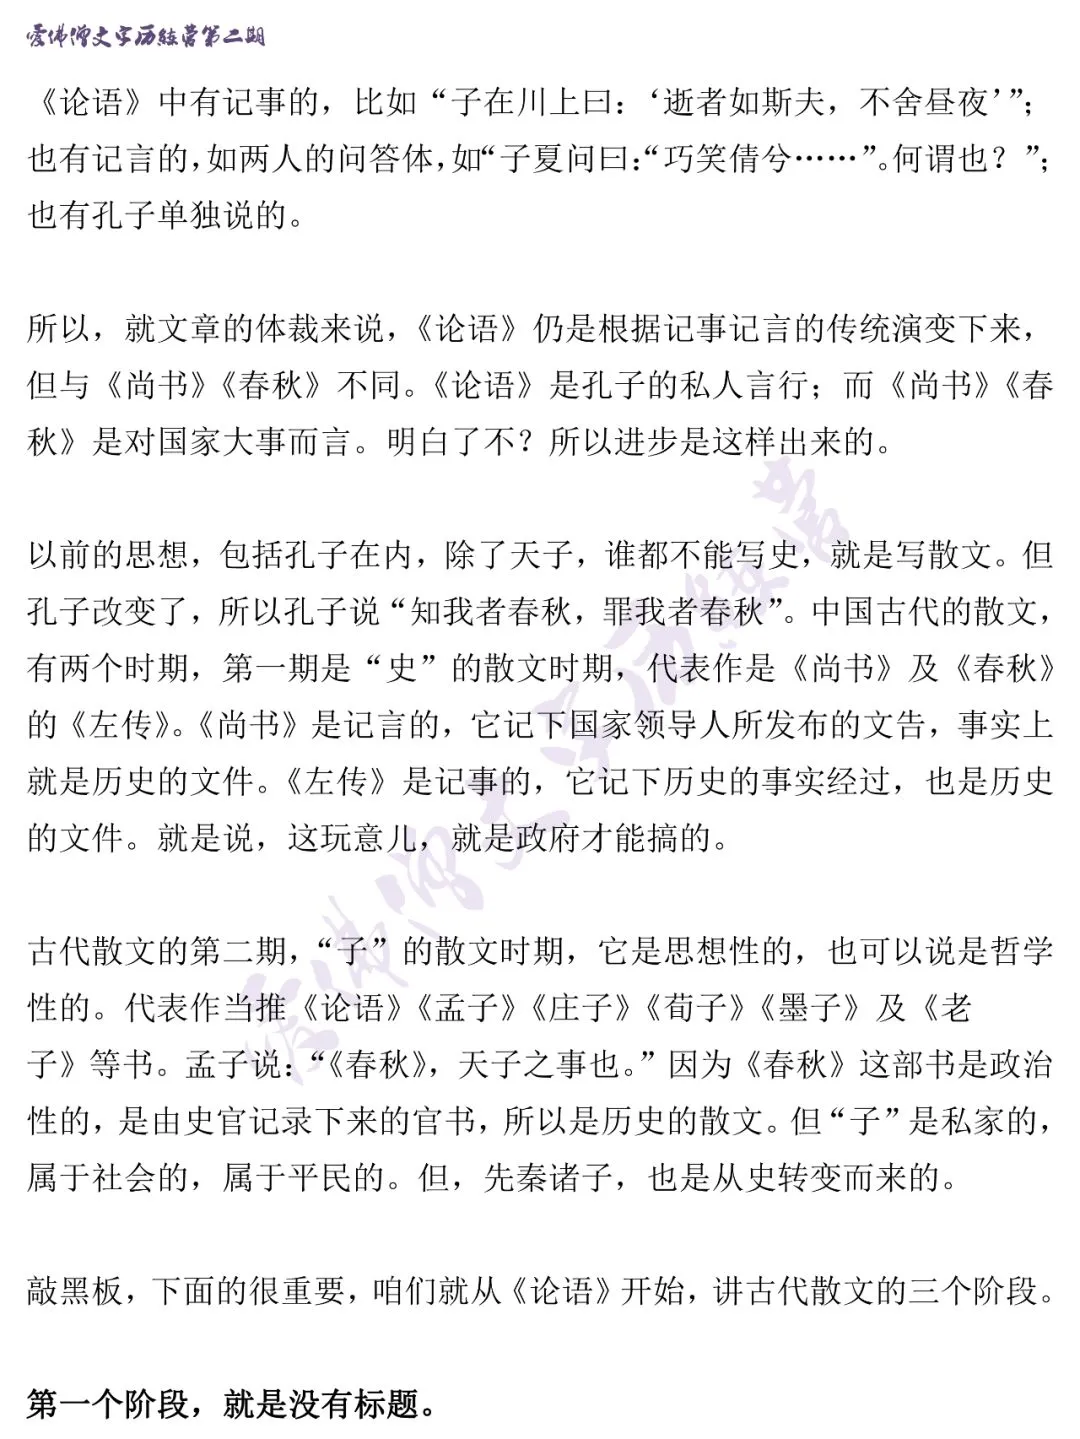 爱佛僧文字历练营第二期
《论语》中有记事的，比如“子在川上曰：‘逝者如斯夫，不舍昼夜’”；
也有记言的，如两人的问答体，如“子夏问曰：“巧笑倩兮……”。何谓也？”；
也有孔子单独说的。
所以，就文章的体裁来说，《论语》仍是根据记事记言的传统演变下来，
但与《尚书》《春秋》不同。《论语》是孔子的私人言行；而《尚书》《春
秋》是对国家大事而言。明白了不？所以进步是这样出来的。
以前的思想，包括孔子在内，除了天子，谁都不能写史，就是写散文。但
孔子改变了，所以孔子说“知我者春秋，罪我者春秋”。中国古代的散文，
有两个时期，第一期是“史”的散文时期，代表作是《尚书》及《春秋》
的《左传》。《尚书》是记言的，它记下国家领导人所发布的文告，事实上
就是历史的文件。《左传》是记事的，它记下历史的事实经过，也是历史
的文件。就是说，这玩意儿，就是政府才能搞的。
古代散文的第二期，“子”的散文时期，它是思想性的，也可以说是哲学
性的。代表作当推《论语》《孟子》《庄子》《荀子》《墨子》及《老
子》等书。孟子说：“《春秋》，天子之事也。”因为《春秋》这部书是政治
性的，是由史官记录下来的官书，所以是历史的散文。但“子”是私家的，
属于社会的，属于平民的。但，先秦诸子，也是从史转变而来的。
敲黑板，下面的很重要，咱们就从《论语》开始，讲古代散文的三个阶段。
第一个阶段，就是没有标题。
爱佛僧文字历练营